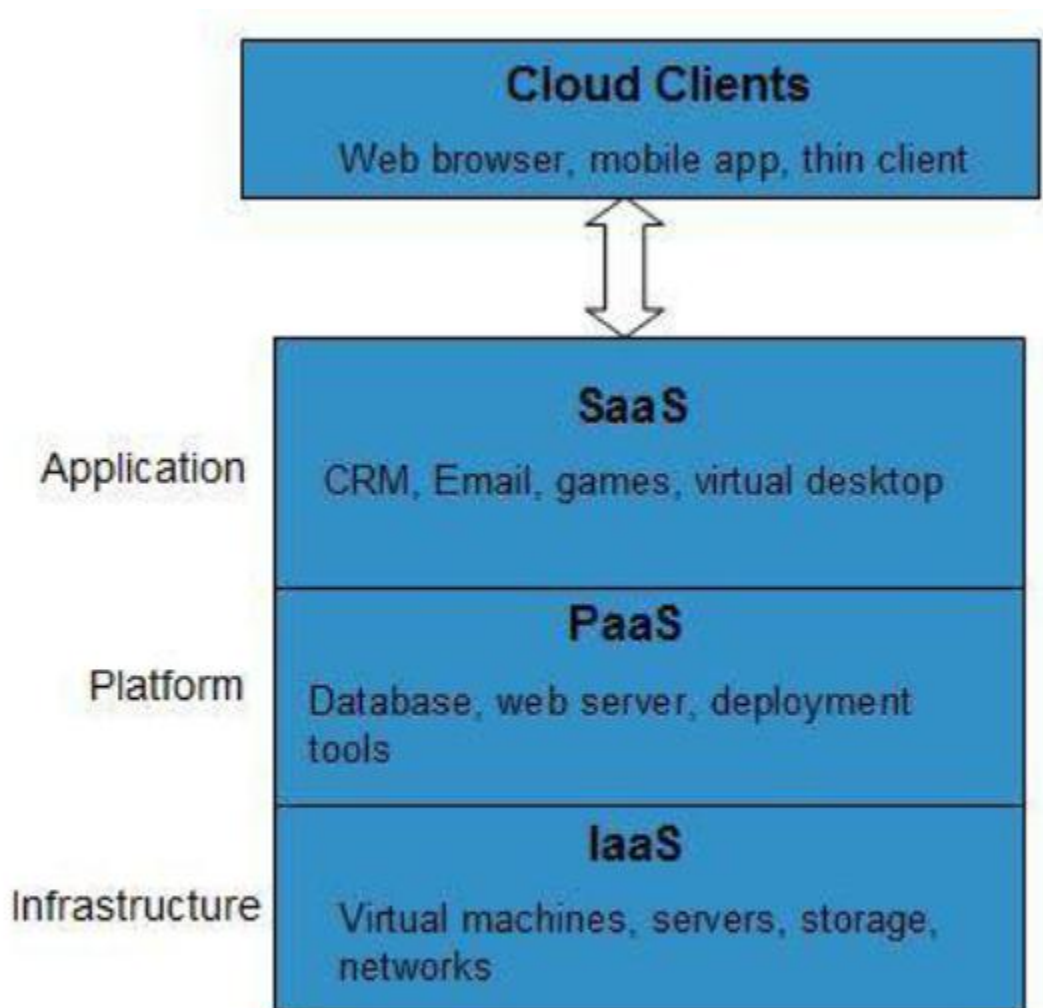 Cloud Clients
Web browser, mobile app, thin client
SaaS
Application
CRM, Email, games, virtual desktop
PaaS
Platform
Database, web server, deployment
tools
IaaS
Infrastructure
Virtual machines, servers, storage,
networks